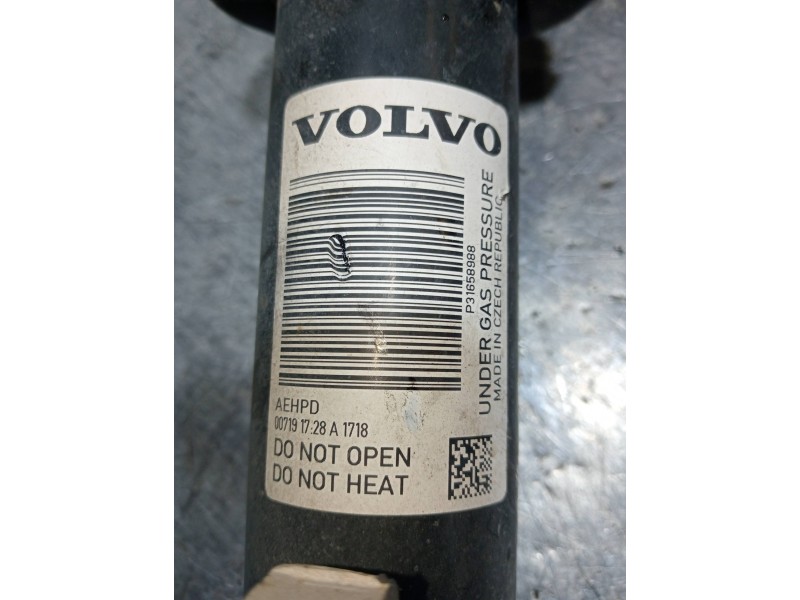 VOLVO
P31658988
UNDER GAS PRESSURE
MADE IN CZECH REPUBLIC
AEHPD
00719 17:28 A 1718
DO NOT OPEN
DO NOT HEAT